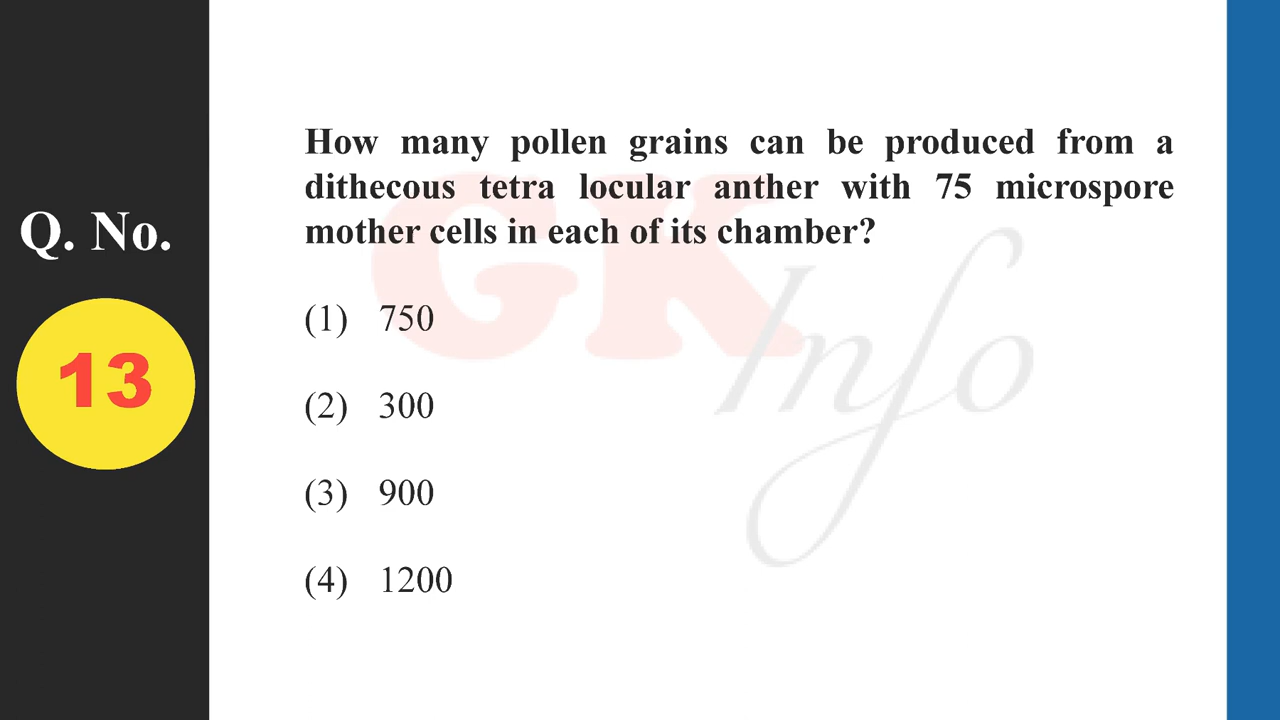 Q. No.
13
How many pollen grains can be produced from a
dithecous tetra locular anther with 75 microspore
mother cells in each of its chamber?
(1) 750
(2) 300
(3) 900
(4) 1200
GK
Info